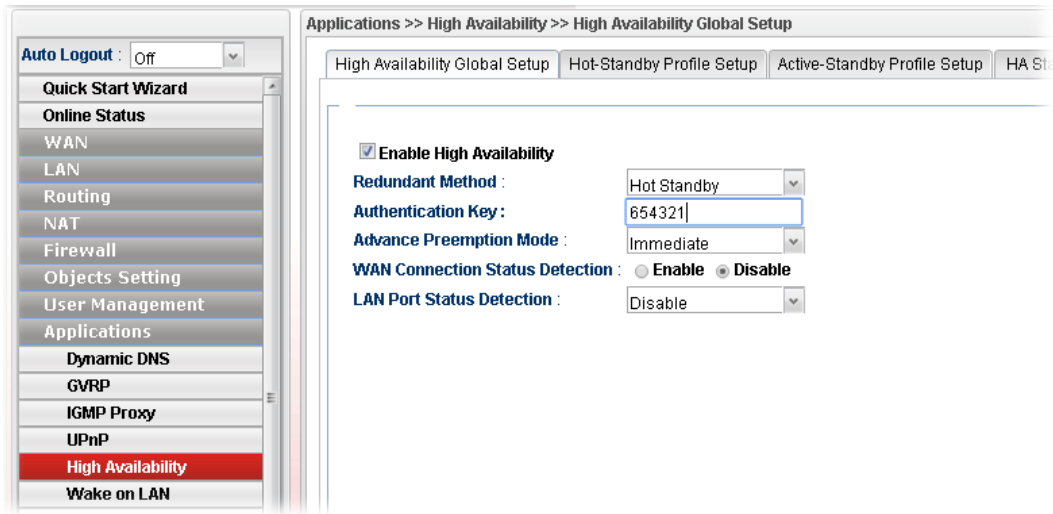 Applications >> High Availability >> High Availability Global Setup
Auto Logout : Off
Quick Start Wizard
Online Status
WAN
LAN
Routing
NAT
Firewall
Objects Setting
User Management
Applications
Dynamic DNS
GVRP
IGMP Proxy
UPnP
High Availability
Wake on LAN
High Availability Global Setup Hot-Standby Profile Setup Active-Standby Profile Setup HA
Enable High Availability
Redundant Method : Hot Standby
Authentication Key : 654321
Advance Preemption Mode : Immediate
WAN Connection Status Detection : Enable Disable
LAN Port Status Detection : Disable